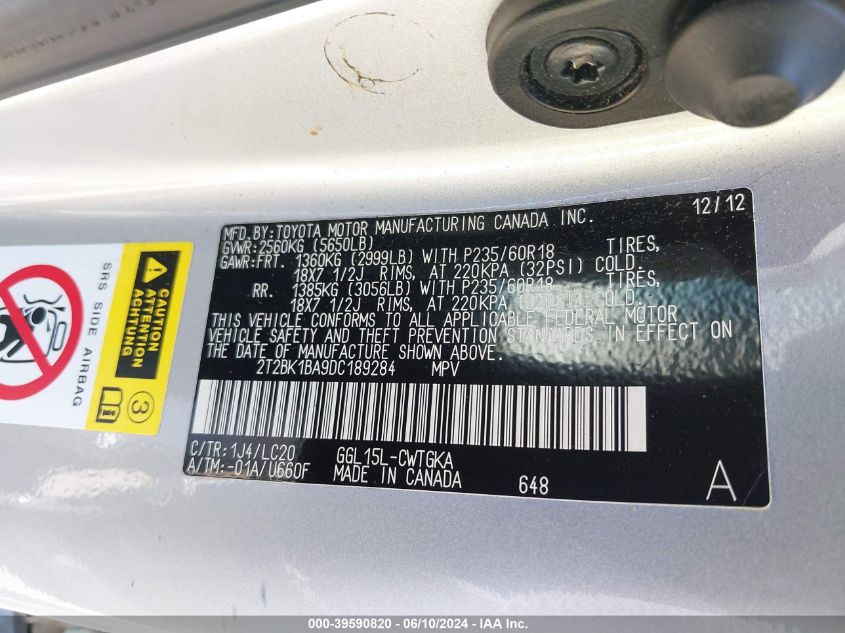 MFD.BY:TOYOTA MOTOR MANUFACTURING CANADA INC. 12/12
GVWR:2560KG (5650LB)
GAWR:FRT. 1360KG (2999LB) WITH P235/60R18 TIRES,
18X7 1/2J RIMS, AT 220KPA (32PSI) COLD.
RR. 1385KG (3056LB) WITH P235/60R18 TIRES,
18X7 1/2J RIMS, AT 220KPA COLD.
THIS VEHICLE CONFORMS TO ALL APPLICABLE FEDERAL MOTOR
VEHICLE SAFETY AND THEFT PREVENTION STANDARDS IN EFFECT ON
THE DATE OF MANUFACTURE SHOWN ABOVE.
2T2BK1BA9DC189284 MPV
C/TR:1J4/LC20 GGL15L-CWTGKA
A/TM:-01A/U660F MADE IN CANADA 648 A
SRS SIDE AIRBAG
CAUTION
ATTENTION
ACHTUNG
3
000-39590820 - 06/10/2024 - IAA Inc.